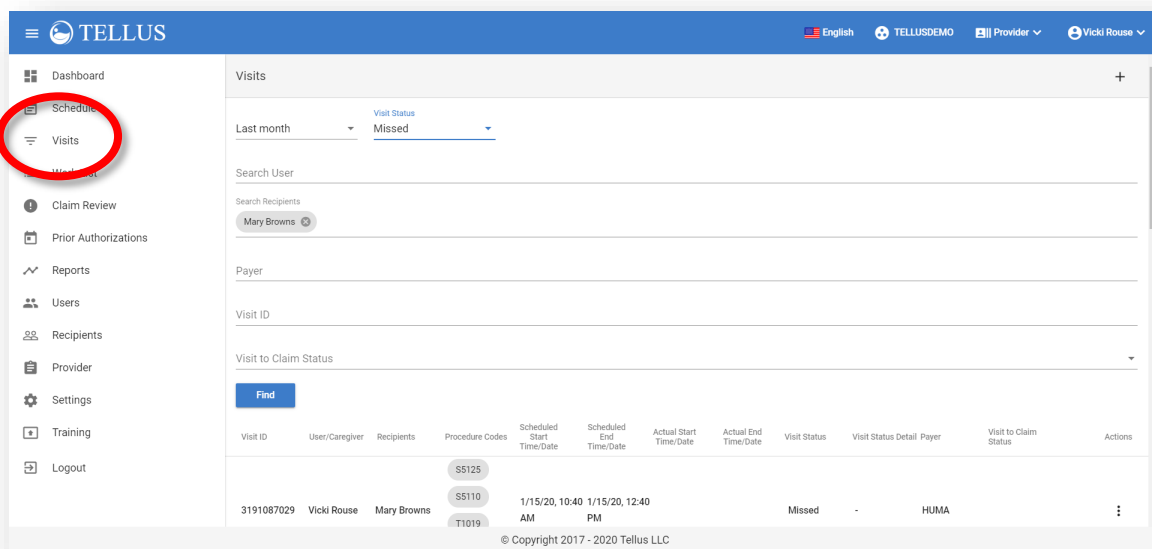 TELLUS
English
TELLUSDEMO
Provider
Vicki Rouse
Dashboard
Schedule
Visits
Claim Review
Prior Authorizations
Reports
Users
Recipients
Provider
Settings
Training
Logout
Visits
+
Visit Status
Last month
Missed
Search User
Search Recipients
Mary Browns
Payer
Visit ID
Visit to Claim Status
Find
Visit ID User/Caregiver Recipients Procedure Codes Scheduled Start Time/Date Scheduled End Time/Date Actual Start Time/Date Actual End Time/Date Visit Status Visit Status Detail Payer Visit to Claim Status Actions
S5125
S5110
T1019
3191087029 Vicki Rouse Mary Browns 1/15/20, 10:40 AM 1/15/20, 12:40 PM Missed - HUMA
© Copyright 2017 - 2020 Tellus LLC